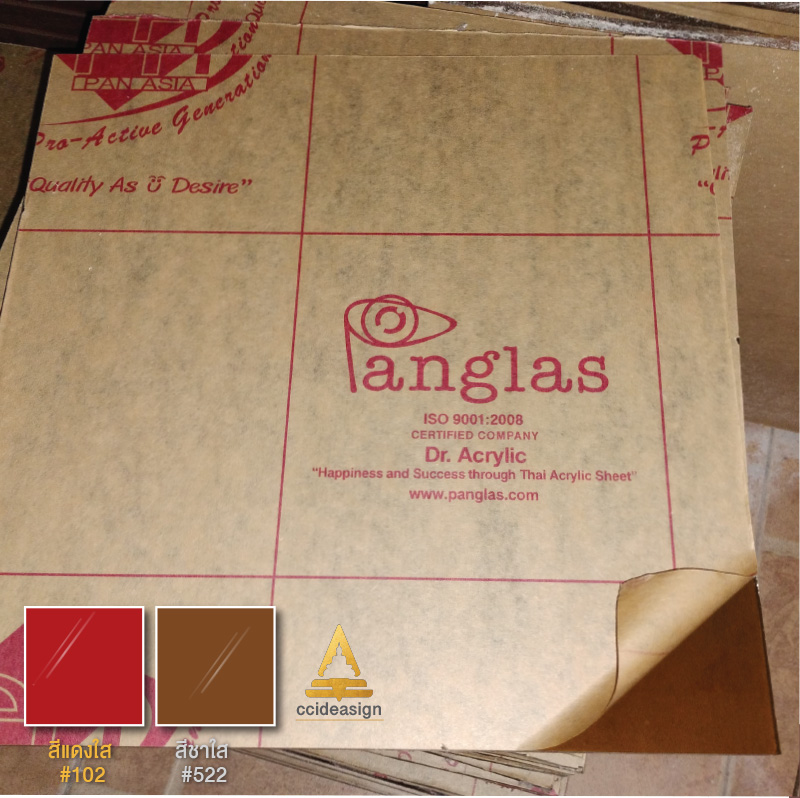 PAN ASIA
PAN ASIA
Pro-Active Generation
Quality As Ü Desire”
Panglas
ISO 9001:2008
CERTIFIED COMPANY
Dr. Acrylic
“Happiness and Success through Thai Acrylic Sheet”
www.panglas.com
ccideasign
สีแดงใส
#102
สีชาใส
#522